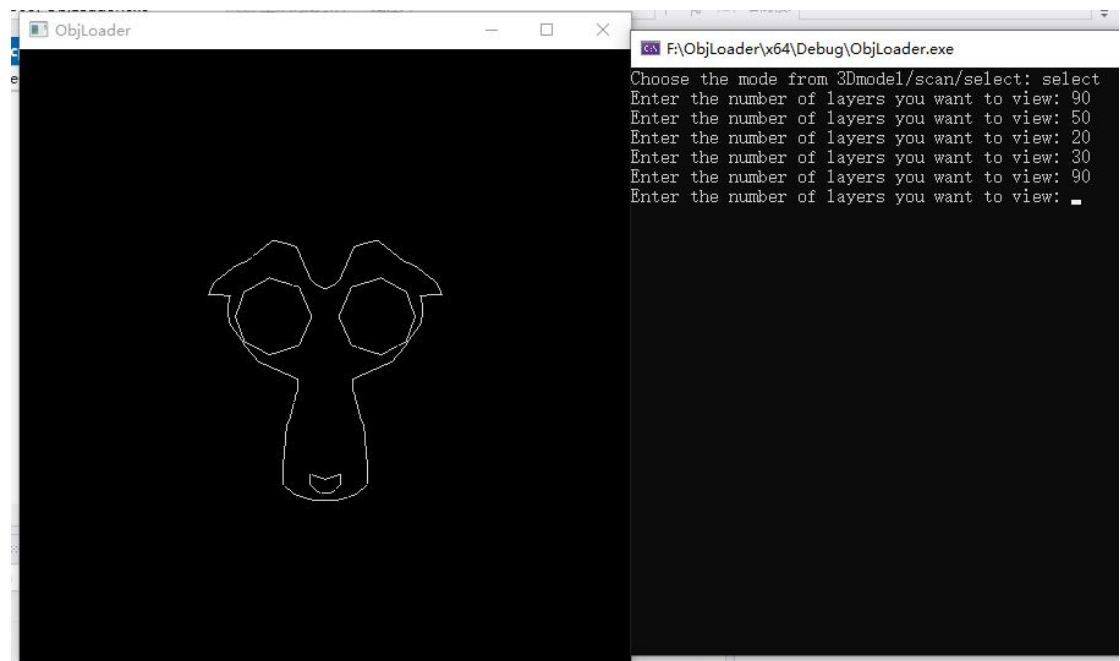 ObjLoader
F:\ObjLoader\x64\Debug\ObjLoader.exe
Choose the mode from 3Dmodel/scan/select: select
Enter the number of layers you want to view: 90
Enter the number of layers you want to view: 50
Enter the number of layers you want to view: 20
Enter the number of layers you want to view: 30
Enter the number of layers you want to view: 90
Enter the number of layers you want to view: